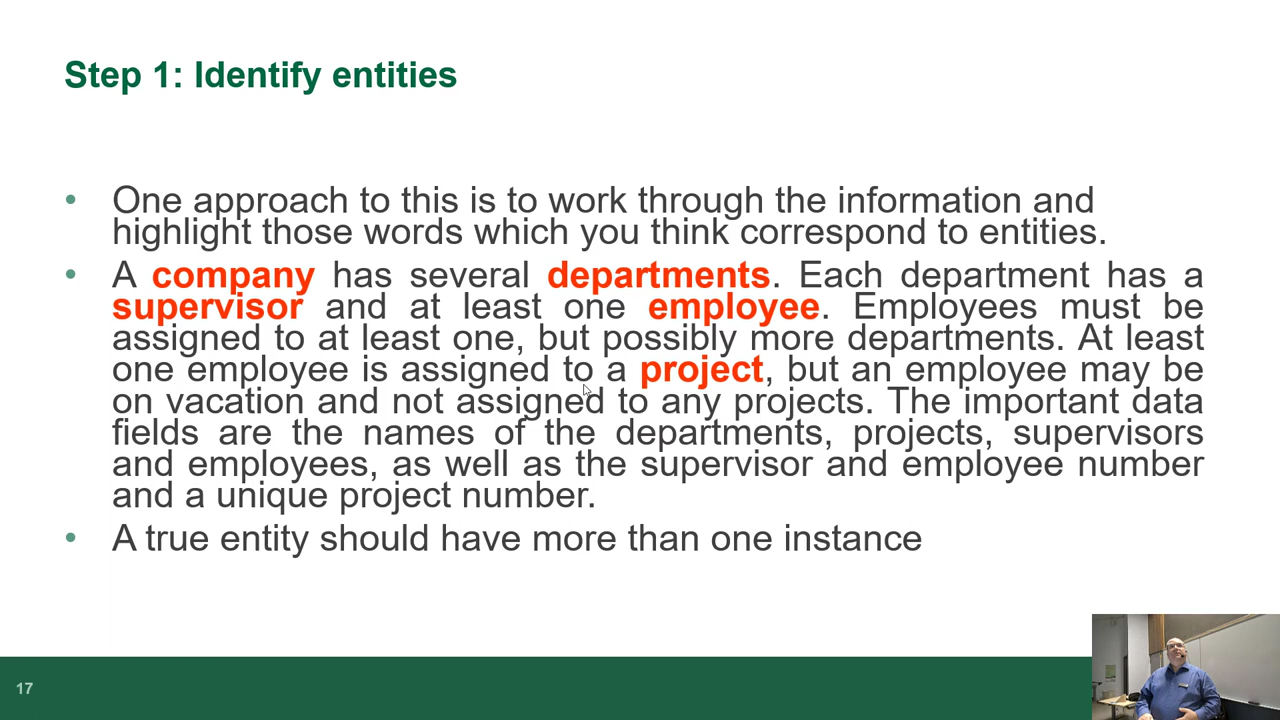 Step 1: Identify entities
• One approach to this is to work through the information and
highlight those words which you think correspond to entities.
• A company has several departments. Each department has a
supervisor and at least one employee. Employees must be
assigned to at least one, but possibly more departments. At least
one employee is assigned to a project, but an employee may be
on vacation and not assigned to any projects. The important data
fields are the names of the departments, projects, supervisors
and employees, as well as the supervisor and employee number
and a unique project number.
• A true entity should have more than one instance
17